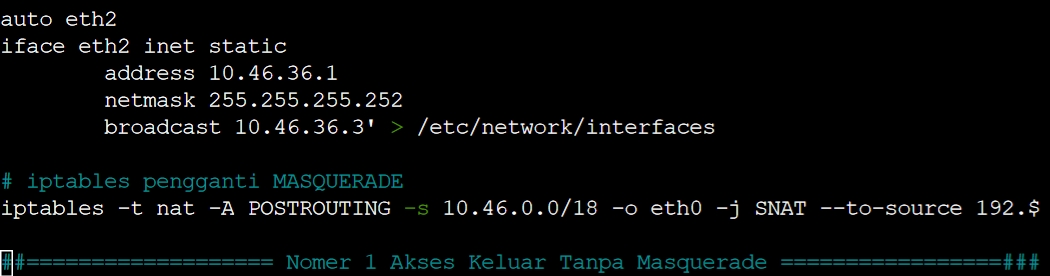 auto eth2
iface eth2 inet static
        address 10.46.36.1
        netmask 255.255.255.252
        broadcast 10.46.36.3' > /etc/network/interfaces

# iptables pengganti MASQUERADE
iptables -t nat -A POSTROUTING -s 10.46.0.0/18 -o eth0 -j SNAT --to-source 192.$

##=================== Nomer 1 Akses Keluar Tanpa Masquerade =================###